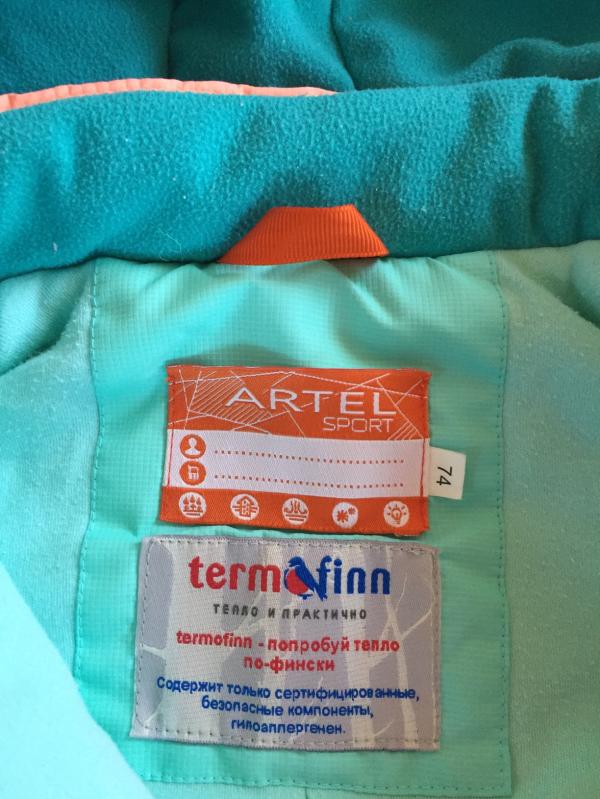 ARTEL
SPORT
74
termofinn
ТЕПЛО И ПРАКТИЧНО
termofinn - попробуй тепло
по-фински
Содержит только сертифицированные,
безопасные компоненты,
гипоаллергенен.